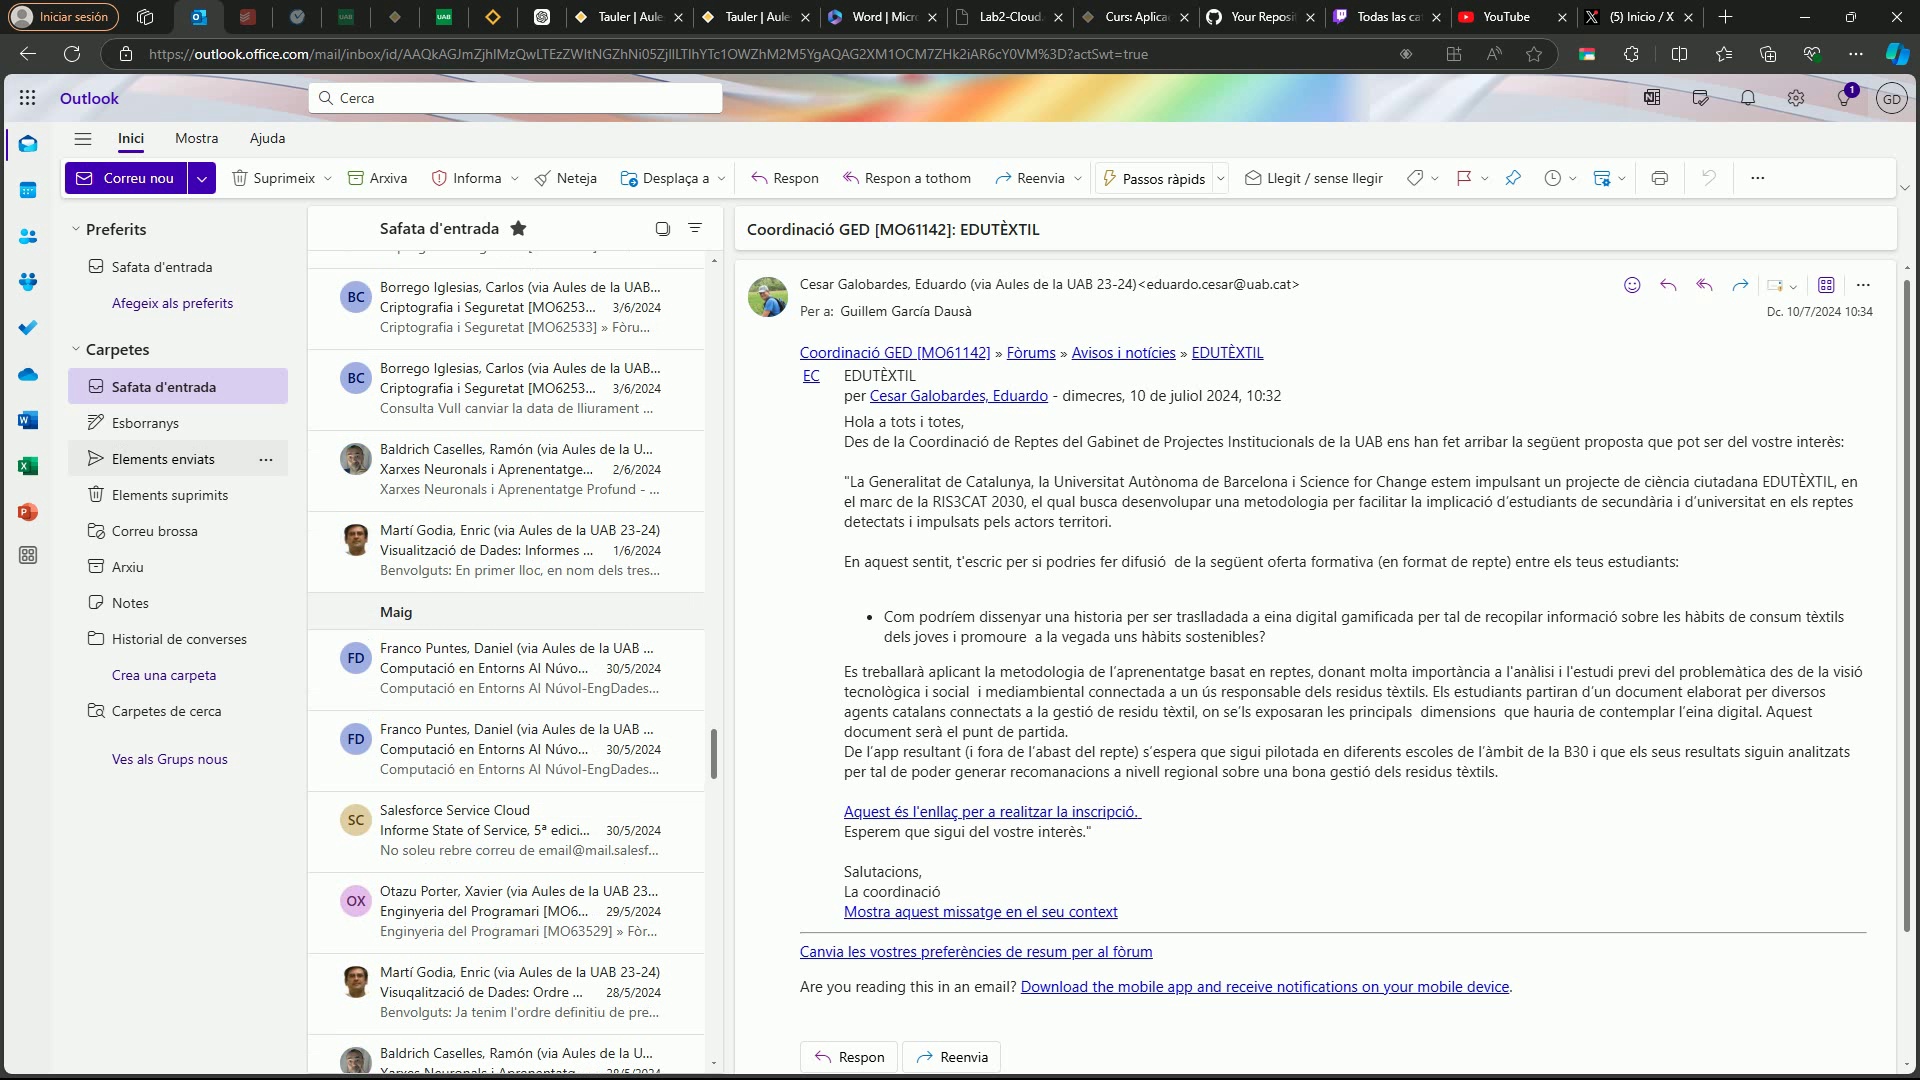 Iniciar sesión
Tauler | Aule
Tauler | Aule
Word | Micr
Lab2-Cloud
Curs: Aplica
Your Reposi
Todas las ca
YouTube
(5) Inicio / X
https://outlook.office.com/mail/inbox/id/AAQkAGJmZjhlMzQwLTEzZWItNGZhNi05ZjllLTlhYTc1OWZhM2M5YgAQAG2XM1OCM7ZHk2iAR6cY0VM%3D?actSwt=true
Outlook
Cerca
1
GD
Inici
Mostra
Ajuda
Correu nou
Suprimeix
Arxiva
Informa
Neteja
Desplaça a
Respon
Respon a tothom
Reenvia
Passos ràpids
Llegit / sense llegir
Preferits
Safata d'entrada
Afegeix als preferits
Carpetes
Safata d'entrada
Esborranys
Elements enviats
Elements suprimits
Correu brossa
Arxiu
Notes
Historial de converses
Crea una carpeta
Carpetes de cerca
Ves als Grups nous
Safata d'entrada
BC
Borrego Iglesias, Carlos (via Aules de la UAB...
Criptografia i Seguretat [MO6253... 3/6/2024
Criptografia i Seguretat [MO62533] » Fòru...
BC
Borrego Iglesias, Carlos (via Aules de la UAB...
Criptografia i Seguretat [MO6253... 3/6/2024
Consulta Vull canviar la data de lliurament ...
Baldrich Caselles, Ramón (via Aules de la U...
Xarxes Neuronals i Aprenentatge... 2/6/2024
Xarxes Neuronals i Aprenentatge Profund - ...
Martí Godia, Enric (via Aules de la UAB 23-24)
Visualització de Dades: Informes ... 1/6/2024
Benvolguts: En primer lloc, en nom dels tres...
Maig
FD
Franco Puntes, Daniel (via Aules de la UAB ...
Computació en Entorns Al Núvo... 30/5/2024
Computació en Entorns Al Núvol-EngDades...
FD
Franco Puntes, Daniel (via Aules de la UAB ...
Computació en Entorns Al Núvo... 30/5/2024
Computació en Entorns Al Núvol-EngDades...
SC
Salesforce Service Cloud
Informe State of Service, 5ª edici... 30/5/2024
No soleu rebre correu de email@mail.salesf...
OX
Otazu Porter, Xavier (via Aules de la UAB 23...
Enginyeria del Programari [MO6... 29/5/2024
Enginyeria del Programari [MO63529] » Fòr...
Martí Godia, Enric (via Aules de la UAB 23-24)
Visuqalització de Dades: Ordre ... 28/5/2024
Benvolguts: Ja tenim l'ordre definitiu de pre...
Baldrich Caselles, Ramón (via Aules de la U...
Coordinació GED [MO61142]: EDUTÈXTIL
Cesar Galobardes, Eduardo (via Aules de la UAB 23-24)<eduardo.cesar@uab.cat>
Per a: Guillem García Dausà
Dc. 10/7/2024 10:34
Coordinació GED [MO61142] » Fòrums » Avisos i notícies » EDUTÈXTIL
EC EDUTÈXTIL
per Cesar Galobardes, Eduardo - dimecres, 10 de juliol 2024, 10:32
Hola a tots i totes,
Des de la Coordinació de Reptes del Gabinet de Projectes Institucionals de la UAB ens han fet arribar la següent proposta que pot ser del vostre interès:
"La Generalitat de Catalunya, la Universitat Autònoma de Barcelona i Science for Change estem impulsant un projecte de ciència ciutadana EDUTÈXTIL, en
el marc de la RIS3CAT 2030, el qual busca desenvolupar una metodologia per facilitar la implicació d'estudiants de secundària i d'universitat en els reptes
detectats i impulsats pels actors territori.
En aquest sentit, t'escric per si podries fer difusió de la següent oferta formativa (en format de repte) entre els teus estudiants:
• Com podríem dissenyar una historia per ser traslladada a eina digital gamificada per tal de recopilar informació sobre les hàbits de consum tèxtils
dels joves i promoure a la vegada uns hàbits sostenibles?
Es treballarà aplicant la metodologia de l'aprenentatge basat en reptes, donant molta importància a l'anàlisi i l'estudi previ del problemàtica des de la visió
tecnològica i social i mediambiental connectada a un ús responsable dels residus tèxtils. Els estudiants partiran d'un document elaborat per diversos
agents catalans connectats a la gestió de residu tèxtil, on se'ls exposaran les principals dimensions que hauria de contemplar l'eina digital. Aquest
document serà el punt de partida.
De l'app resultant (i fora de l'abast del repte) s'espera que sigui pilotada en diferents escoles de l'àmbit de la B30 i que els seus resultats siguin analitzats
per tal de poder generar recomanacions a nivell regional sobre una bona gestió dels residus tèxtils.
Aquest és l'enllaç per a realitzar la inscripció.
Esperem que sigui del vostre interès."
Salutacions,
La coordinació
Mostra aquest missatge en el seu context
Canvia les vostres preferències de resum per al fòrum
Are you reading this in an email? Download the mobile app and receive notifications on your mobile device.
Respon
Reenvia